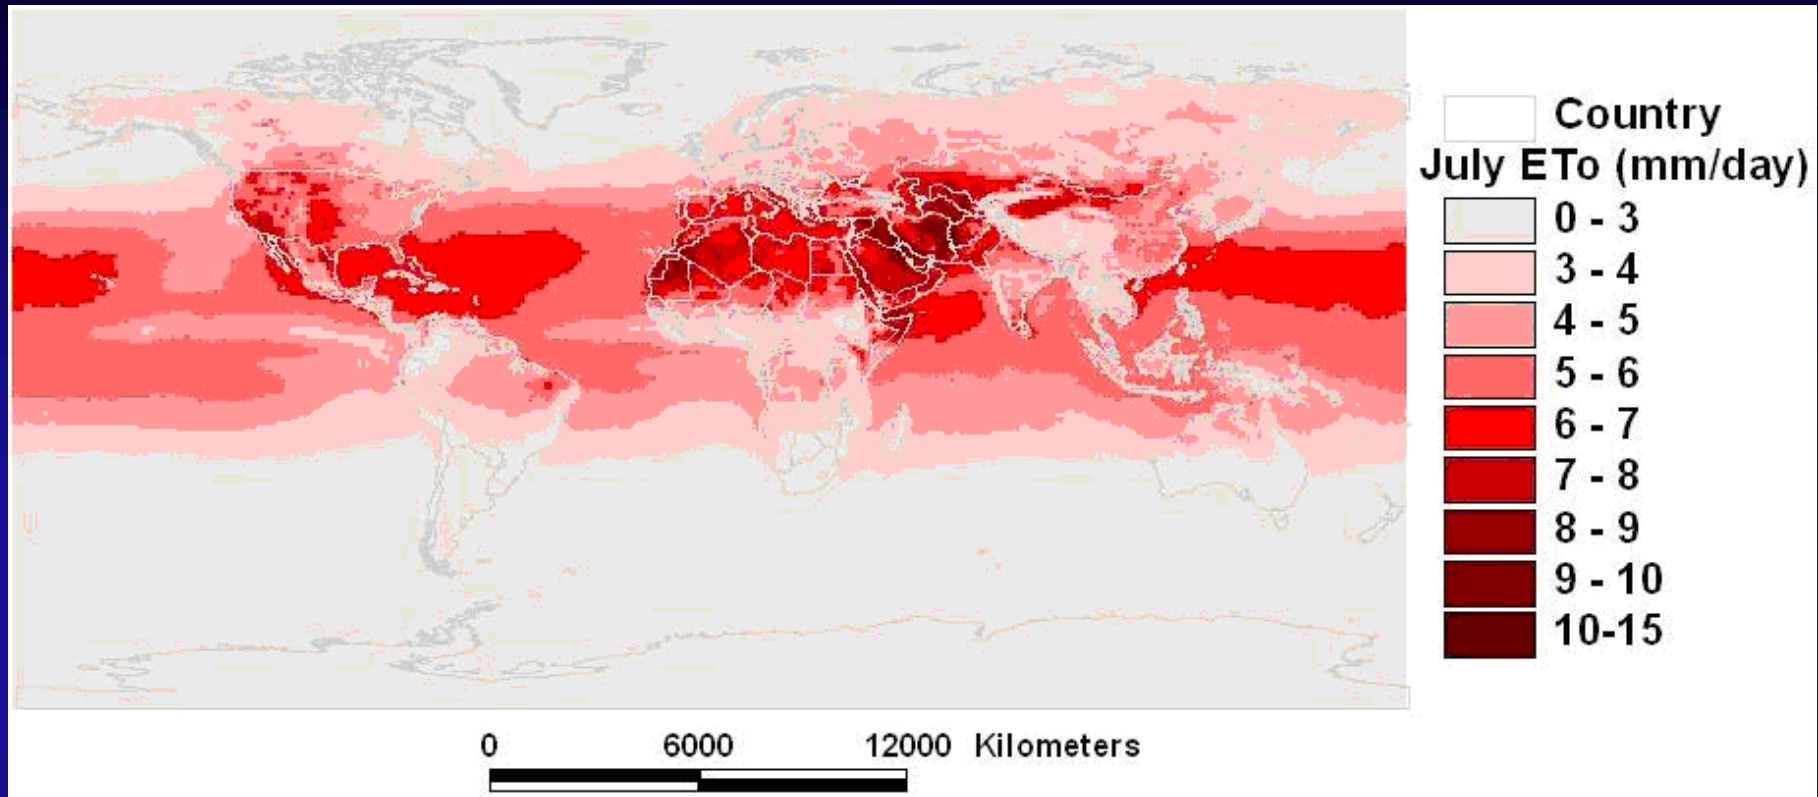 Country
July ETo (mm/day)
0 - 3
3 - 4
4 - 5
5 - 6
6 - 7
7 - 8
8 - 9
9 - 10
10-15
0 6000 12000 Kilometers